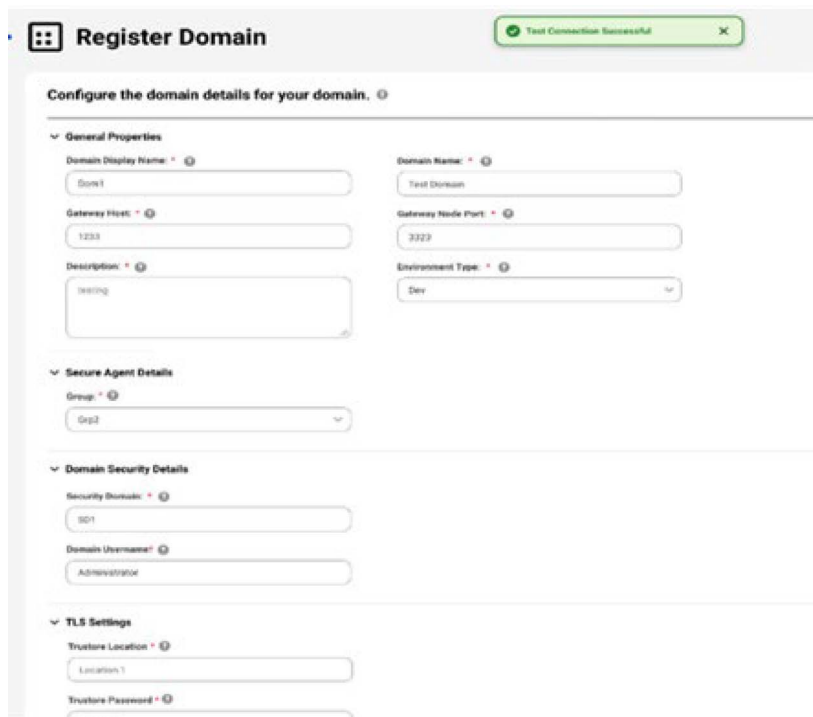 Register Domain
Test Connection Successful
Configure the domain details for your domain.
General Properties
Domain Display Name: *
Domain Name: *
Dom1
Test Domain
Gateway Host: *
Gateway Node Port: *
1233
3323
Description: *
Environment Type: *
testing
Dev
Secure Agent Details
Group: *
Grp2
Domain Security Details
Security Domain: *
SD1
Domain Username*
Administrator
TLS Settings
Trustore Location *
Location 1
Trustore Password *